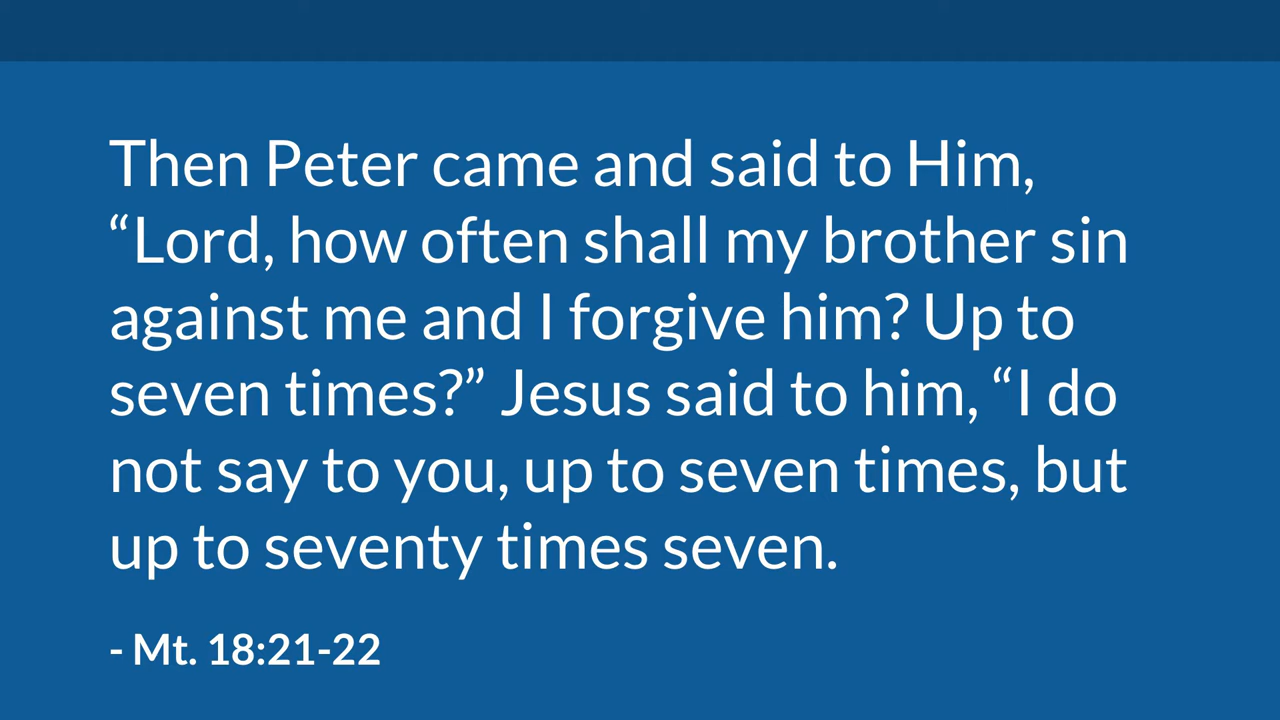 Then Peter came and said to Him,
“Lord, how often shall my brother sin
against me and I forgive him? Up to
seven times?” Jesus said to him, “I do
not say to you, up to seven times, but
up to seventy times seven.
- Mt. 18:21-22